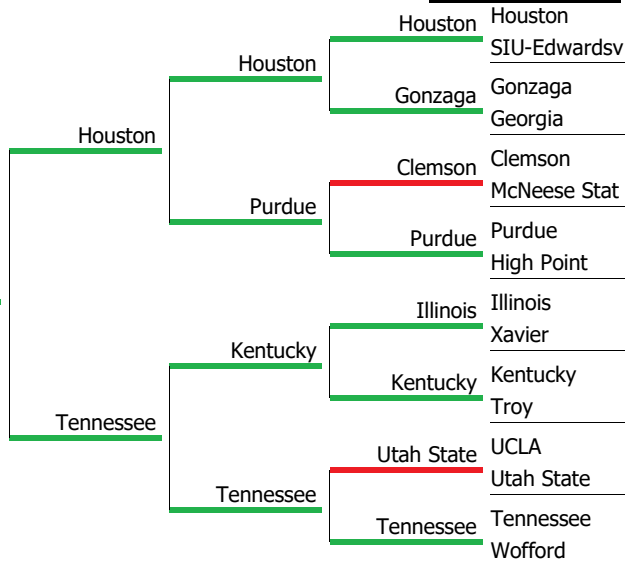 Houston
SIU-Edwardsv
Gonzaga
Georgia
Clemson
McNeese Stat
Purdue
High Point
Illinois
Xavier
Kentucky
Troy
UCLA
Utah State
Tennessee
Wofford
Houston
Gonzaga
Clemson
Purdue
Illinois
Kentucky
Utah State
Tennessee
Houston
Purdue
Kentucky
Tennessee
Houston
Tennessee